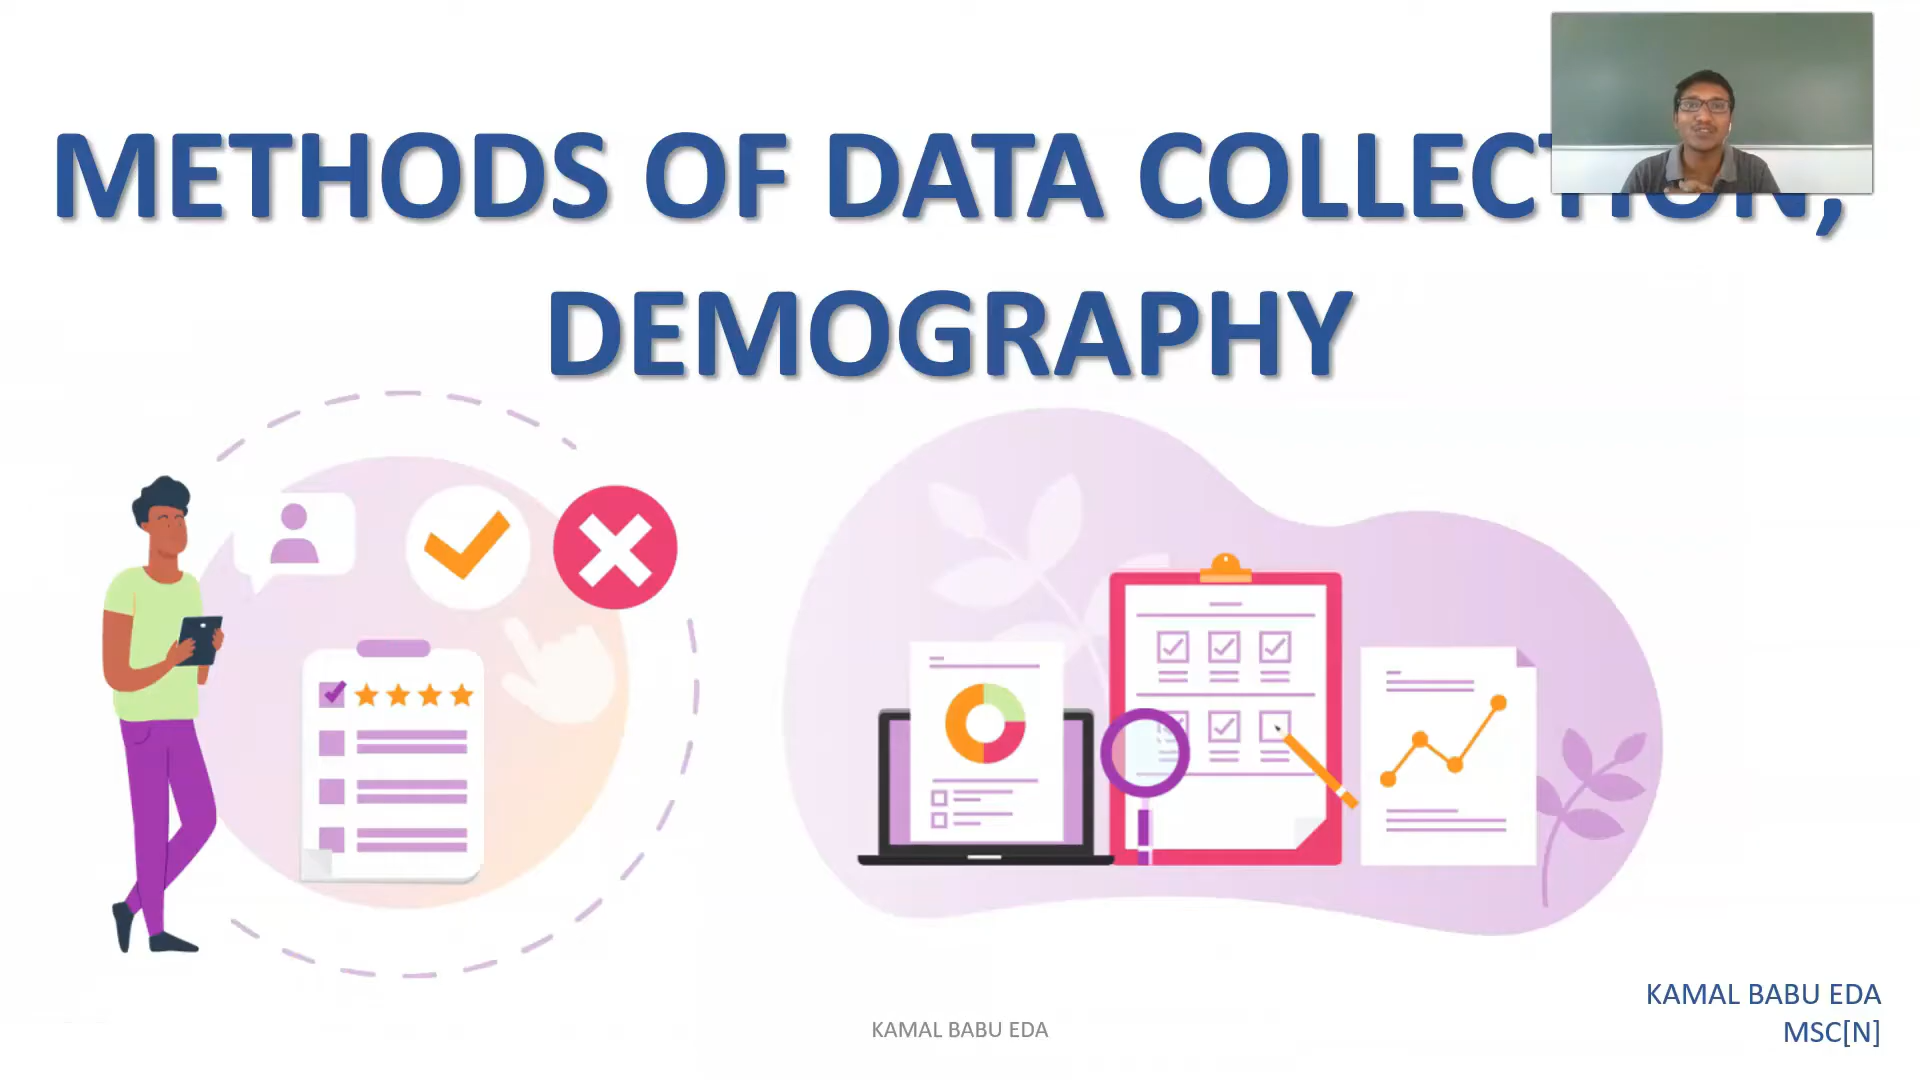 METHODS OF DATA COLLECTION,
DEMOGRAPHY
KAMAL BABU EDA
MSC[N]
KAMAL BABU EDA